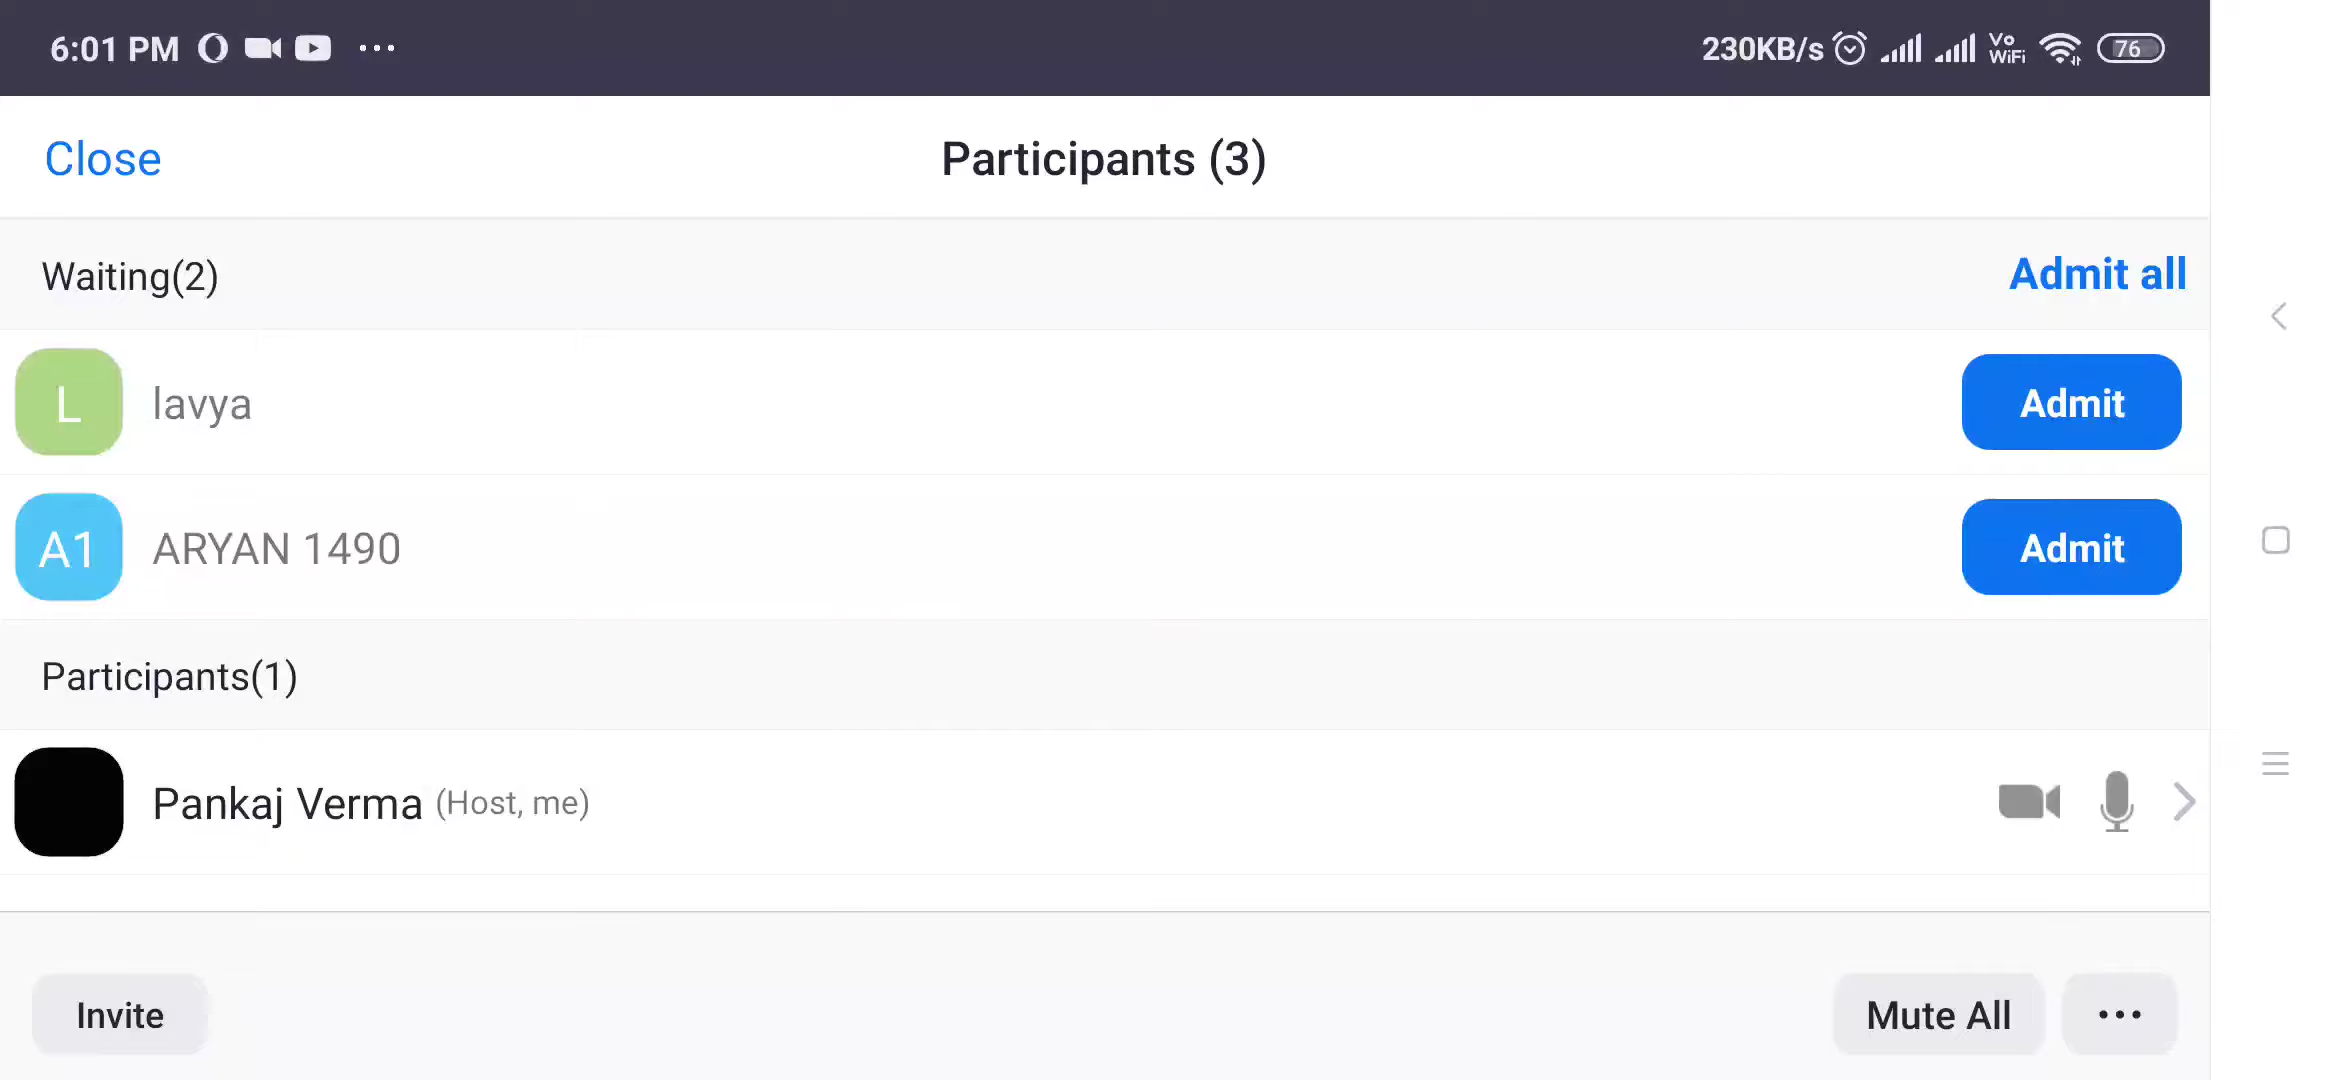 6:01 PM ... 230KB/s Vo WiFi 76
Close Participants (3)
Waiting(2) Admit all
L lavya Admit
A1 ARYAN 1490 Admit
Participants(1)
Pankaj Verma (Host, me)
Invite Mute All ...